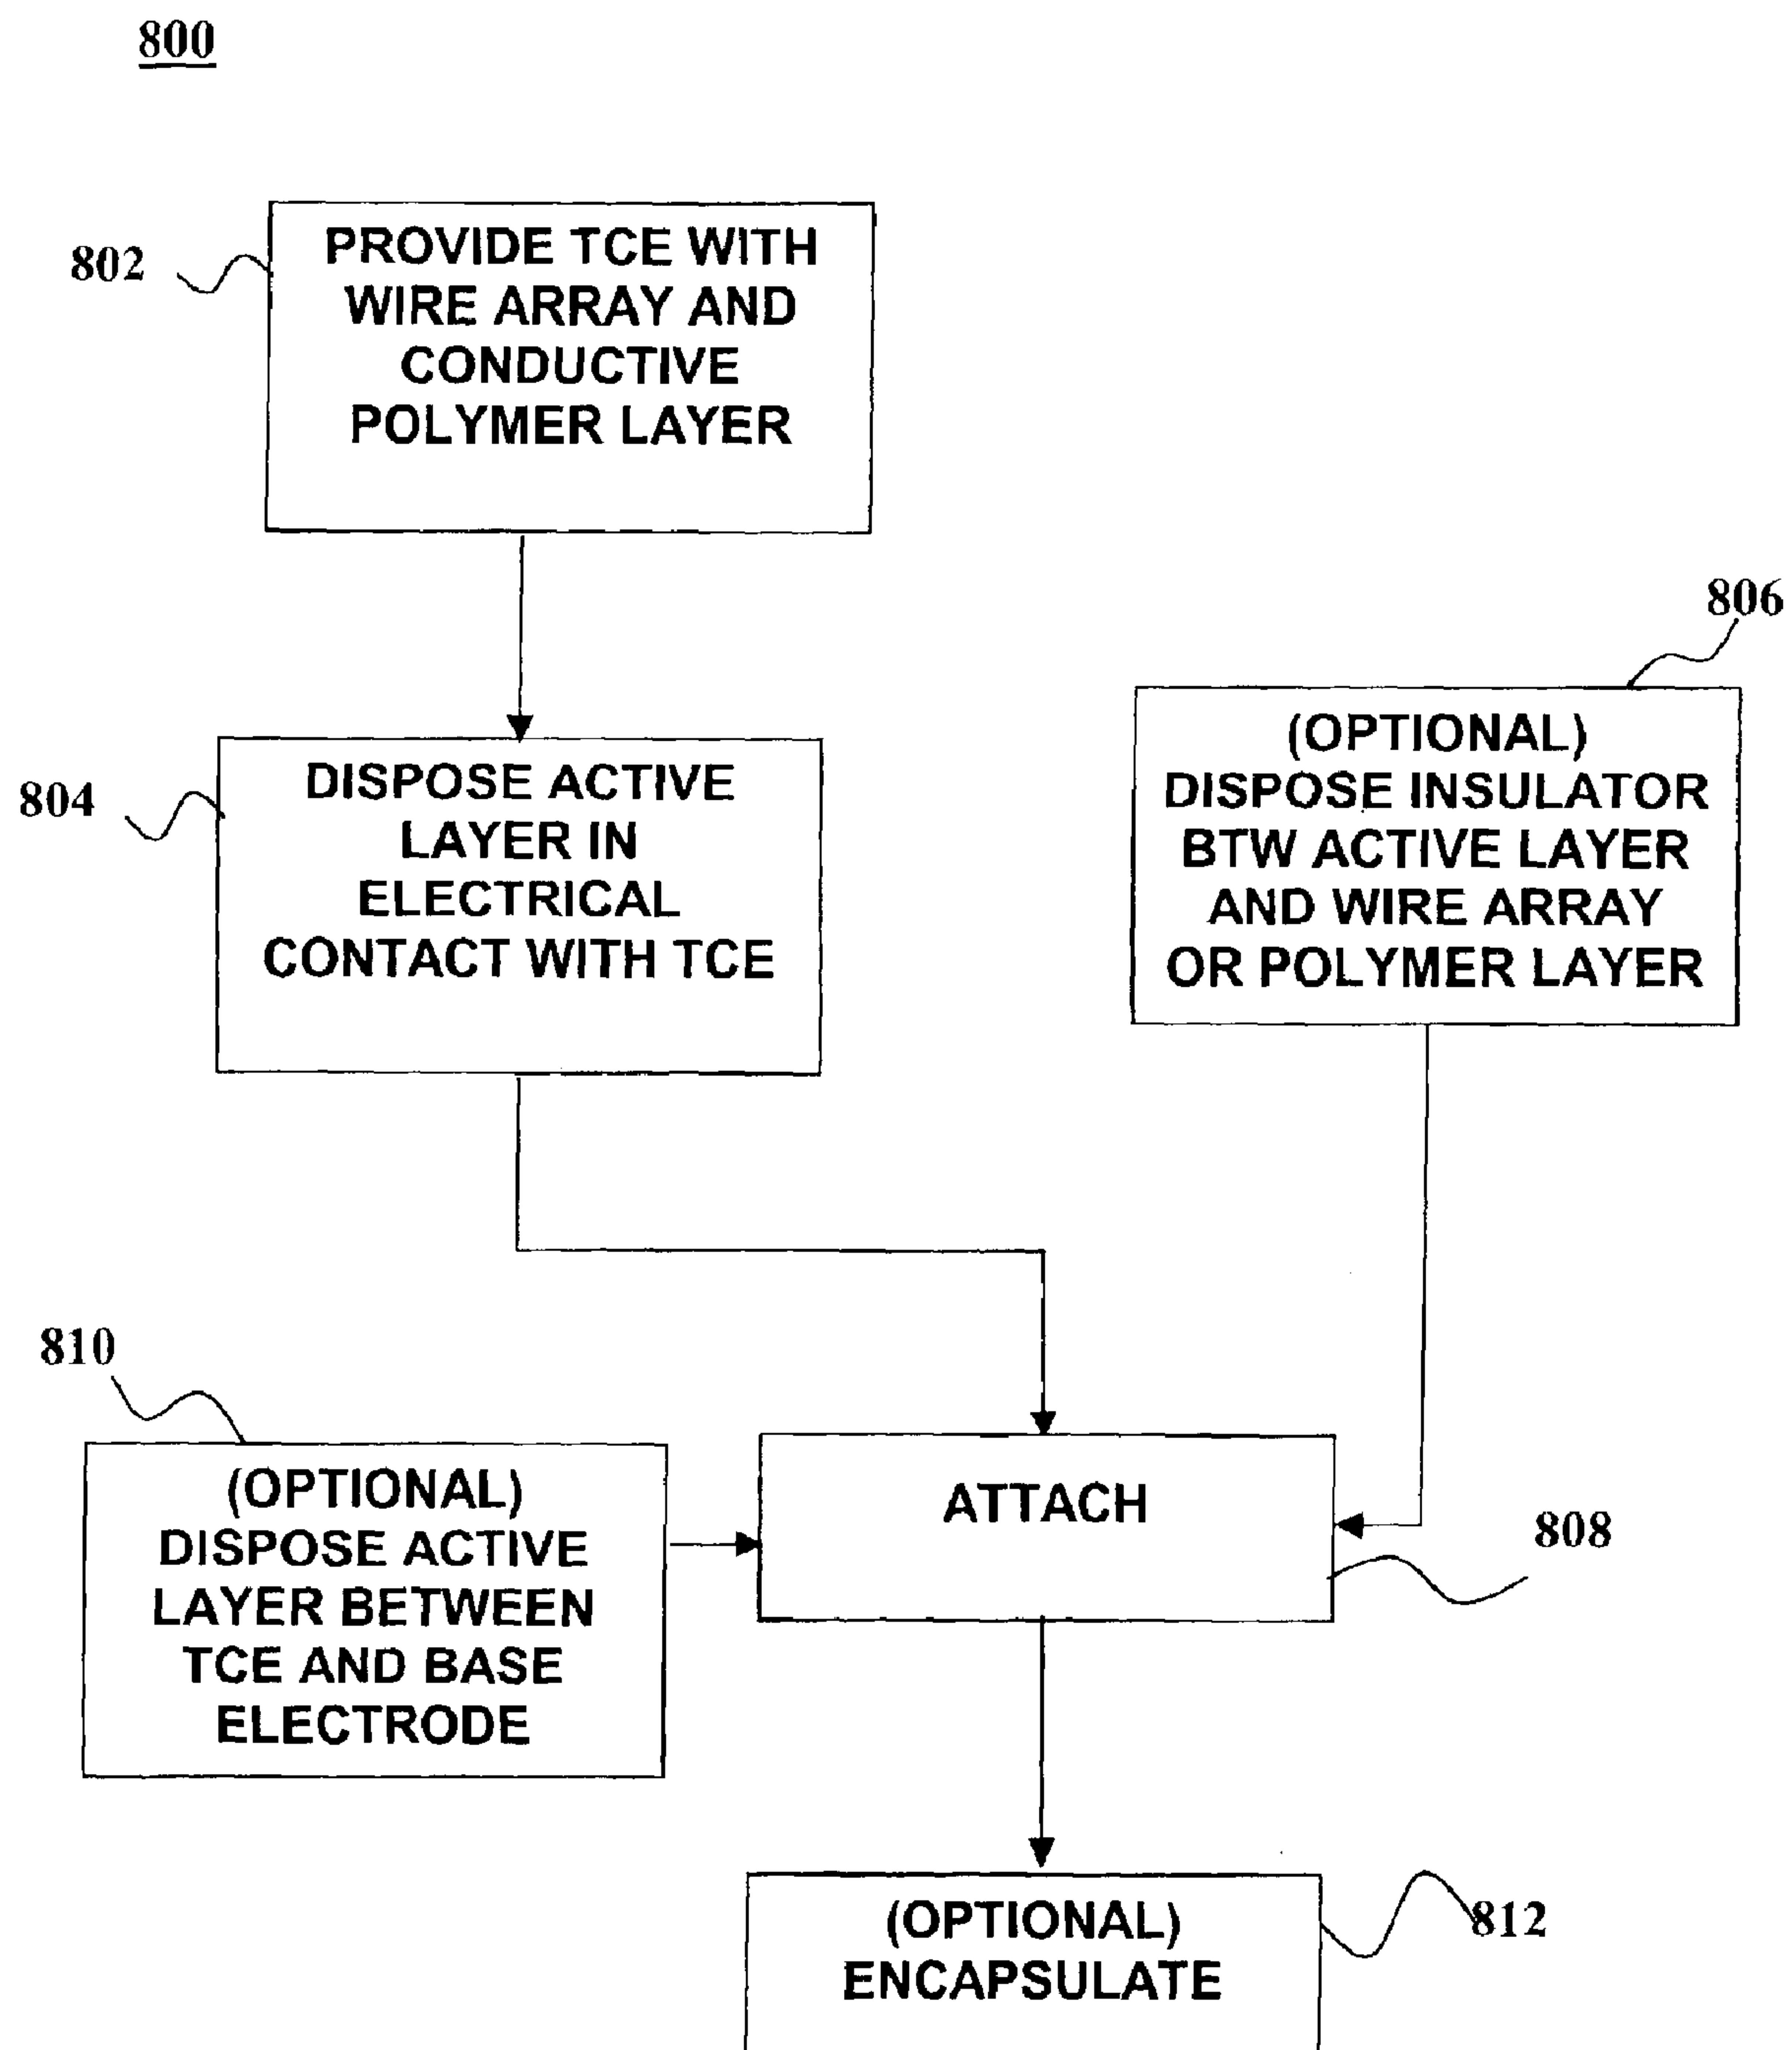 800
802
PROVIDE TCE WITH
WIRE ARRAY AND
CONDUCTIVE
POLYMER LAYER
806
804
DISPOSE ACTIVE
LAYER IN
ELECTRICAL
CONTACT WITH TCE
(OPTIONAL)
DISPOSE INSULATOR
BTW ACTIVE LAYER
AND WIRE ARRAY
OR POLYMER LAYER
810
(OPTIONAL)
DISPOSE ACTIVE
LAYER BETWEEN
TCE AND BASE
ELECTRODE
ATTACH
808
(OPTIONAL)
ENCAPSULATE
812